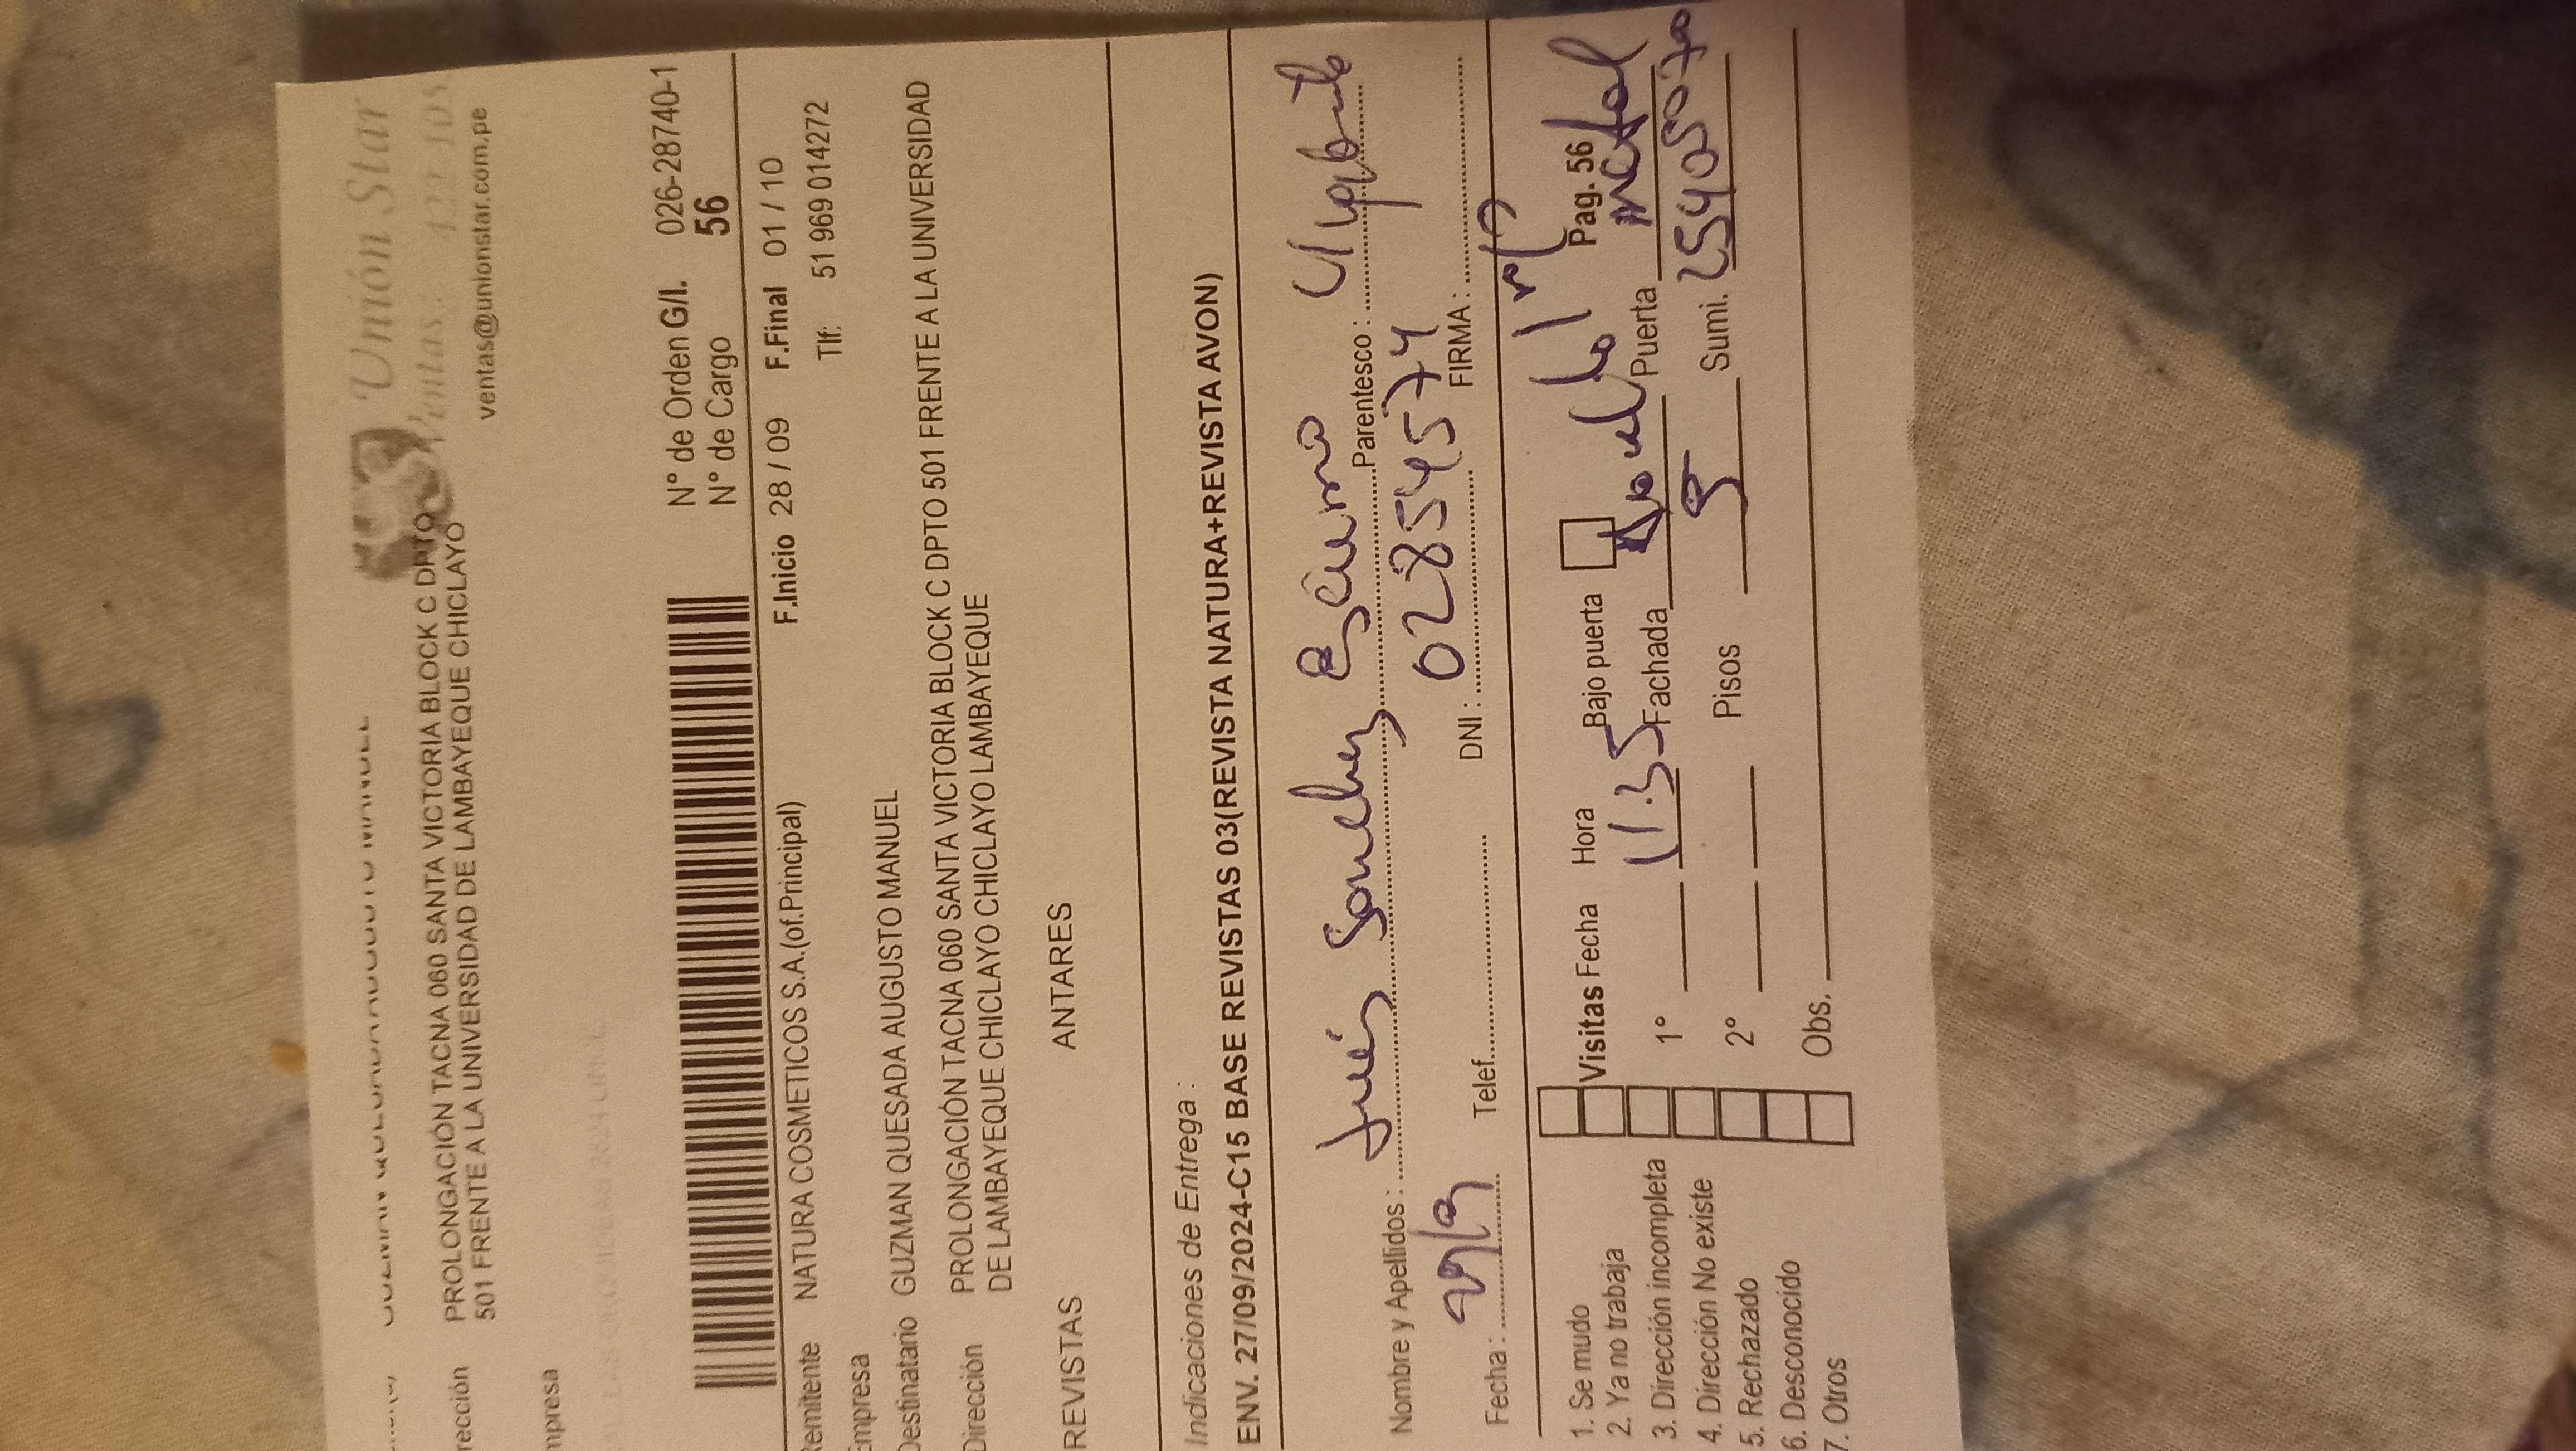 Unión Star
Ventas:
ventas@unionstar.com.pe
rección PROLONGACIÓN TACNA 060 SANTA VICTORIA BLOCK C DPTO
501 FRENTE A LA UNIVERSIDAD DE LAMBAYEQUE CHICLAYO
mpresa
N° de Orden G/I. 026-28740-1
N° de Cargo 56
F.Inicio 28 / 09 F.Final 01 / 10
Remitente NATURA COSMETICOS S.A.(of.Principal) Tlf: 51 969 014272
Empresa
Destinatario GUZMAN QUESADA AUGUSTO MANUEL
Dirección PROLONGACIÓN TACNA 060 SANTA VICTORIA BLOCK C DPTO 501 FRENTE A LA UNIVERSIDAD
DE LAMBAYEQUE CHICLAYO CHICLAYO LAMBAYEQUE
REVISTAS ANTARES
Indicaciones de Entrega :
ENV. 27/09/2024-C15 BASE REVISTAS 03(REVISTA NATURA+REVISTA AVON)
Nombre y Apellidos : Sanchez Parentesco :
Fecha : Telef. DNI : 02854574 FIRMA :
1. Se mudo
2. Ya no trabaja
3. Dirección incompleta
4. Dirección No existe
5. Rechazado
6. Desconocido
7. Otros
Visitas Fecha Hora Bajo puerta Pag. 56
1° 11:35 Fachada Puerta metal
2° Pisos 5 Sumi.
Obs.